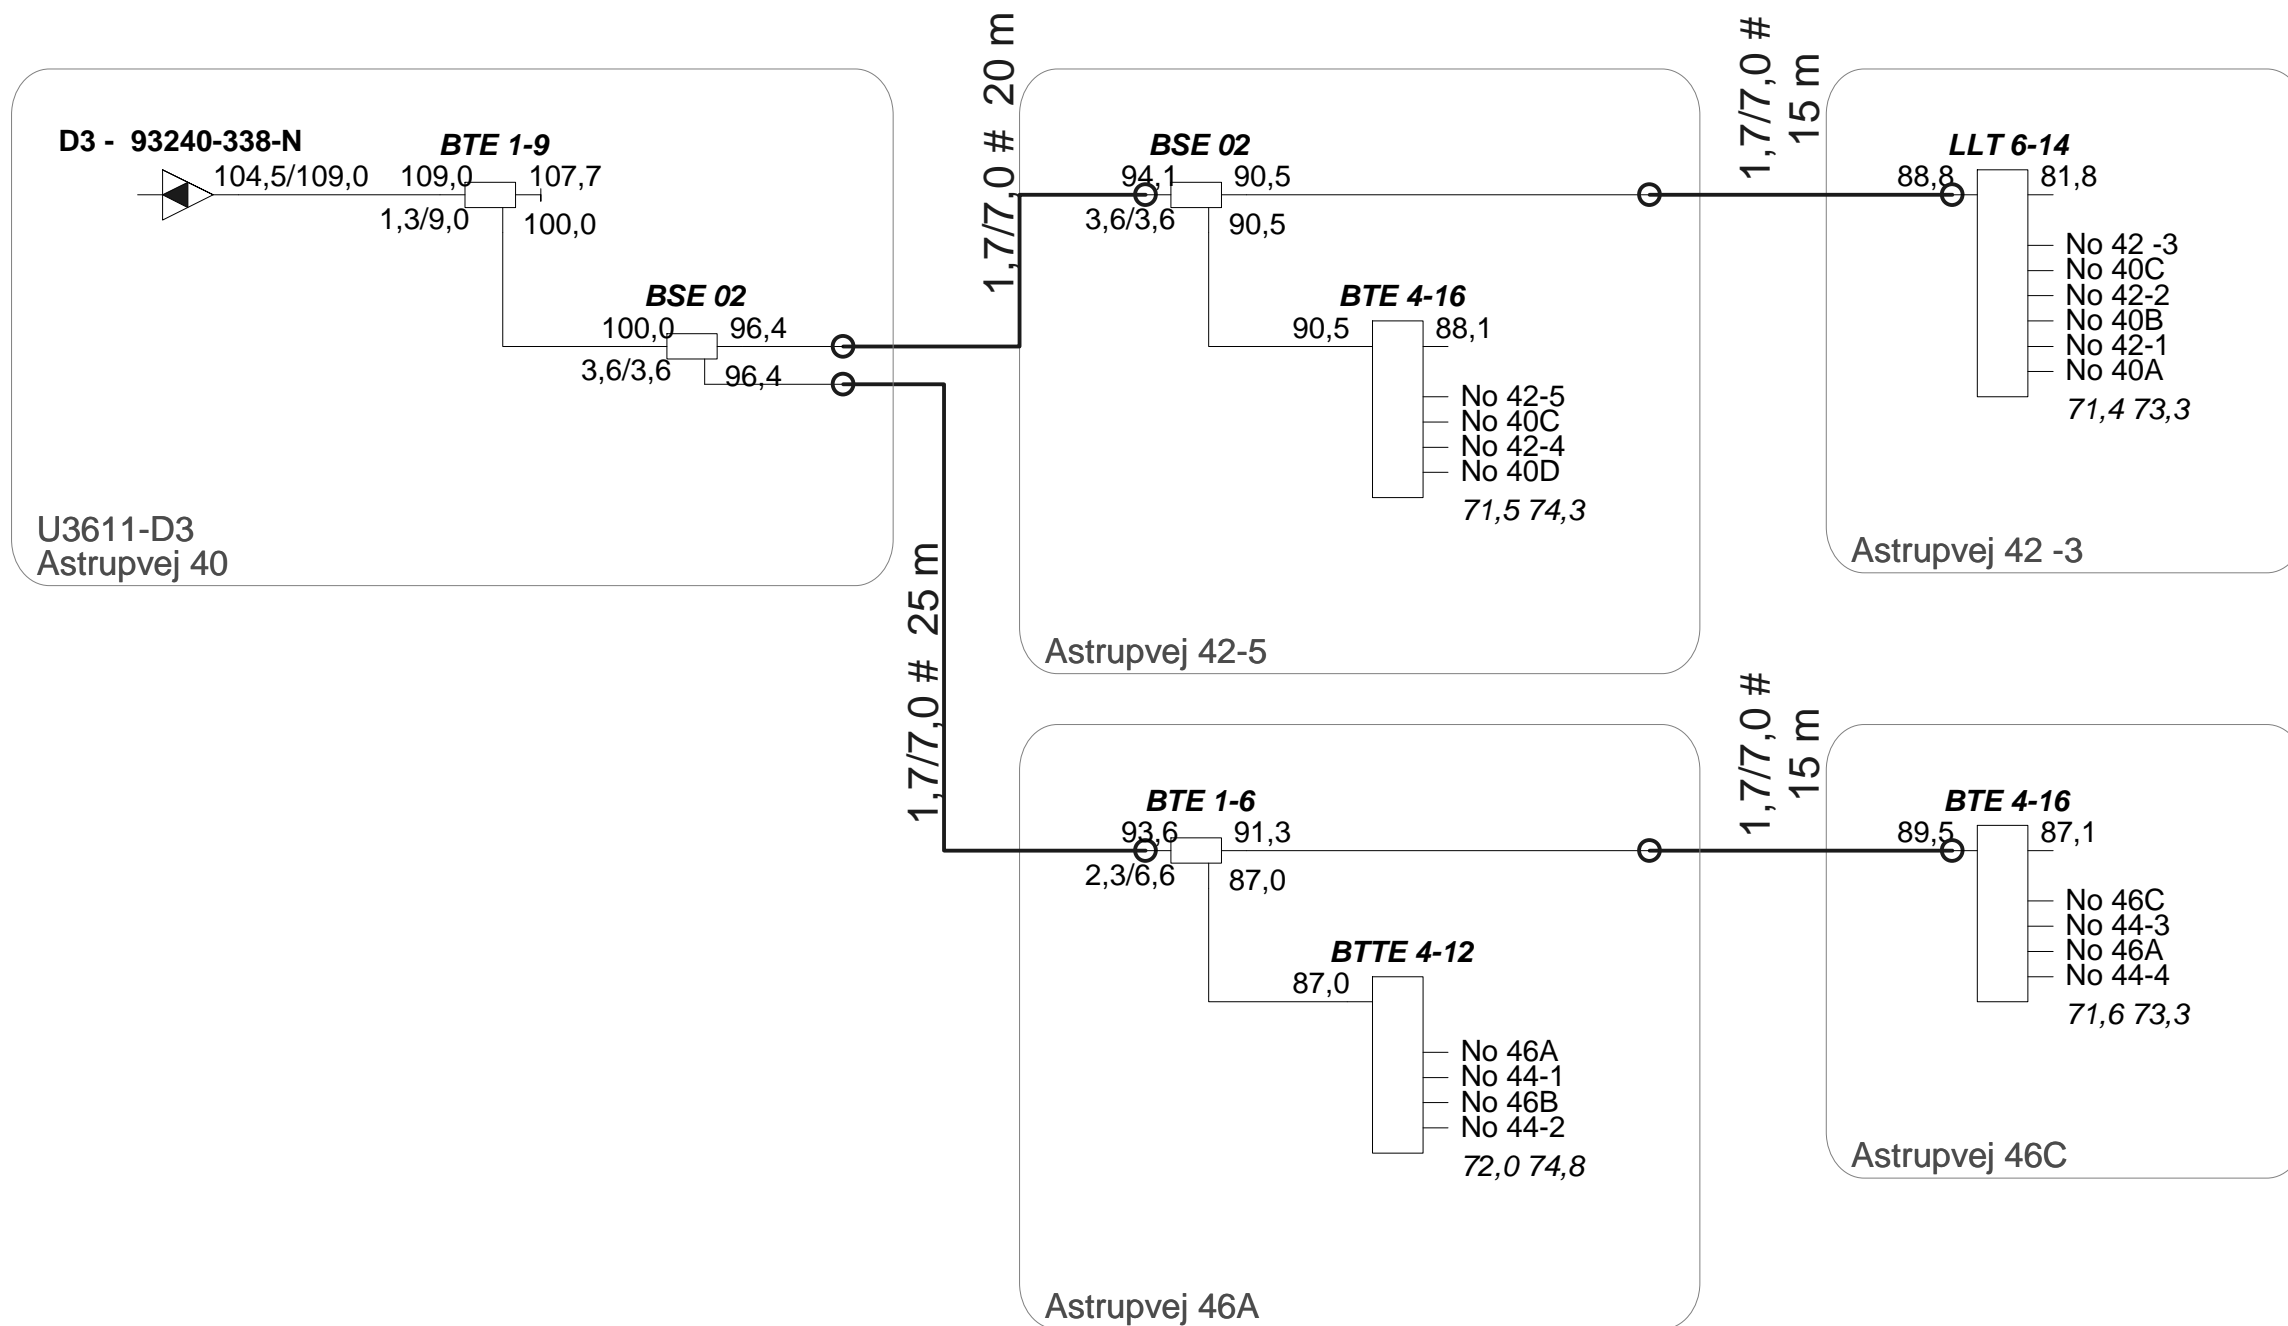 D3 -  93240-338-N
104,5/109,0
BTE 1-9
109,0
107,7
1,3/9,0
100,0
BSE 02
100,0
96,4
3,6/3,6
96,4
U3611-D3
Astrupvej 40
1,7/7,0 #  20 m
BSE 02
94,1
90,5
3,6/3,6
90,5
BTE 4-16
90,5
88,1
No 42-5
No 40C
No 42-4
No 40D
71,5 74,3
Astrupvej 42-5
1,7/7,0 #
15 m
LLT 6-14
88,8
81,8
No 42 -3
No 40C
No 42-2
No 40B
No 42-1
No 40A
71,4 73,3
Astrupvej 42 -3
1,7/7,0 #  25 m
BTE 1-6
93,6
91,3
2,3/6,6
87,0
BTTE 4-12
87,0
No 46A
No 44-1
No 46B
No 44-2
72,0 74,8
Astrupvej 46A
1,7/7,0 #
15 m
BTE 4-16
89,5
87,1
No 46C
No 44-3
No 46A
No 44-4
71,6 73,3
Astrupvej 46C